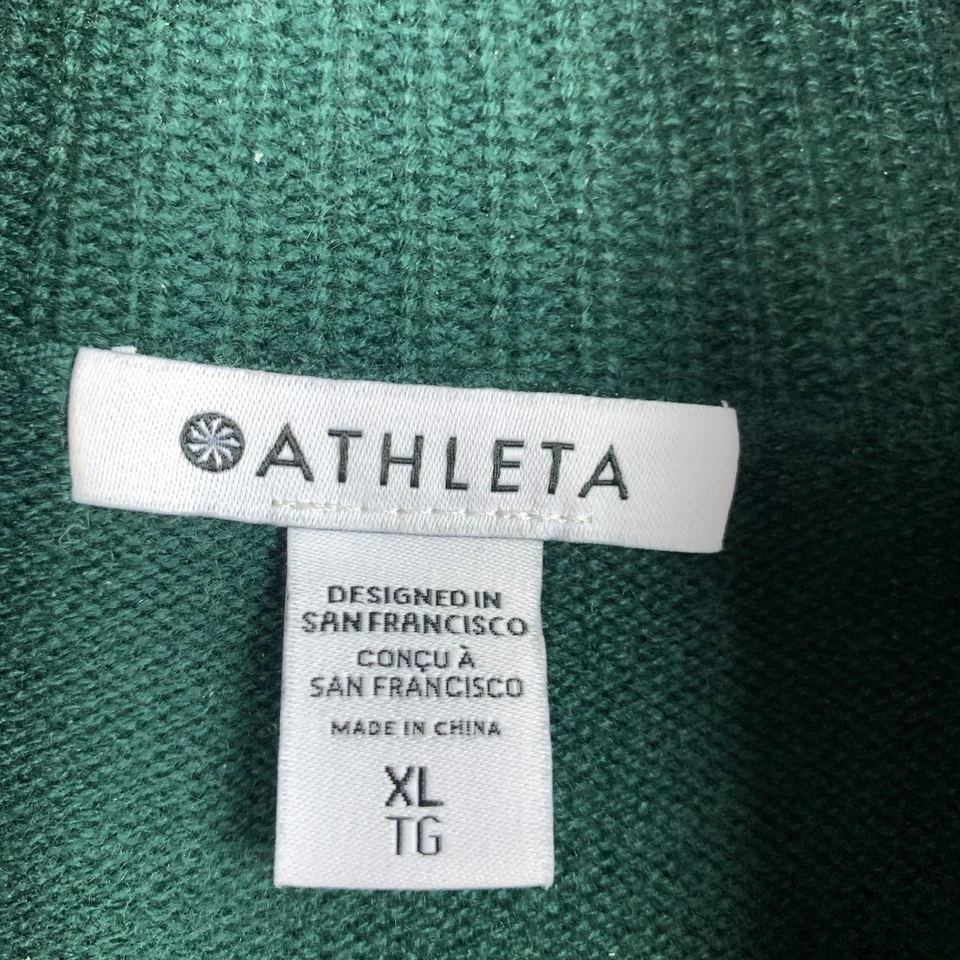 ATHLETA
DESIGNED IN
SAN FRANCISCO
CONÇU À
SAN FRANCISCO
MADE IN CHINA
XL
TG